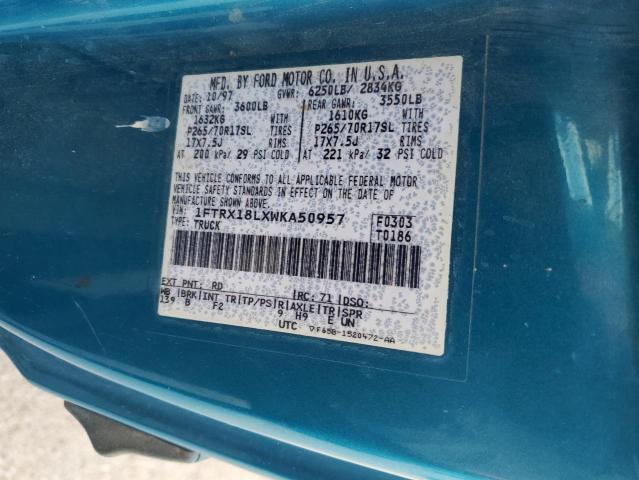 MFD. BY FORD MOTOR CO. IN U.S.A.
DATE: 10/97 GVWR: 6250LB/ 2834KG
FRONT GAWR: 3600LB REAR GAWR: 3550LB
1632KG WITH 1610KG WITH
P265/70R17SL TIRES P265/70R17SL TIRES
17X7.5J RIMS 17X7.5J RIMS
AT 200 kPa/ 29 PSI COLD AT 221 kPa/ 32 PSI COLD
THIS VEHICLE CONFORMS TO ALL APPLICABLE FEDERAL MOTOR
VEHICLE SAFETY STANDARDS IN EFFECT ON THE DATE OF
MANUFACTURE SHOWN ABOVE.
VIN: 1FTRX18LXWKA50957 F0303
TYPE: TRUCK T0186
EXT PNT: RD RC: 71 DSO:
WB BRK INT TR TP/PS R AXLE TR SPR
139 B F2 9 H9 E UN
UTC F65B-1520472-AA